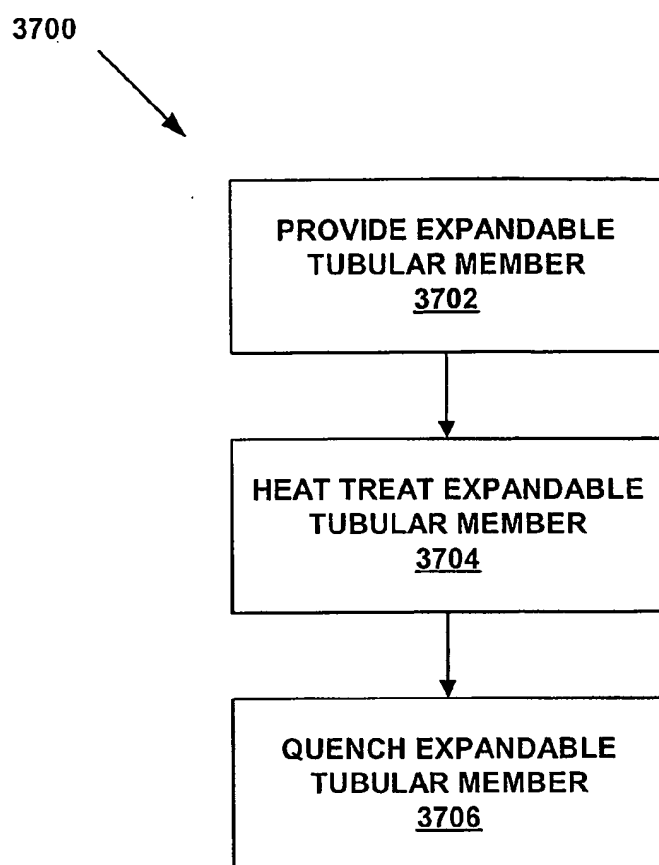 3700
PROVIDE EXPANDABLE
TUBULAR MEMBER
3702
HEAT TREAT EXPANDABLE
TUBULAR MEMBER
3704
QUENCH EXPANDABLE
TUBULAR MEMBER
3706